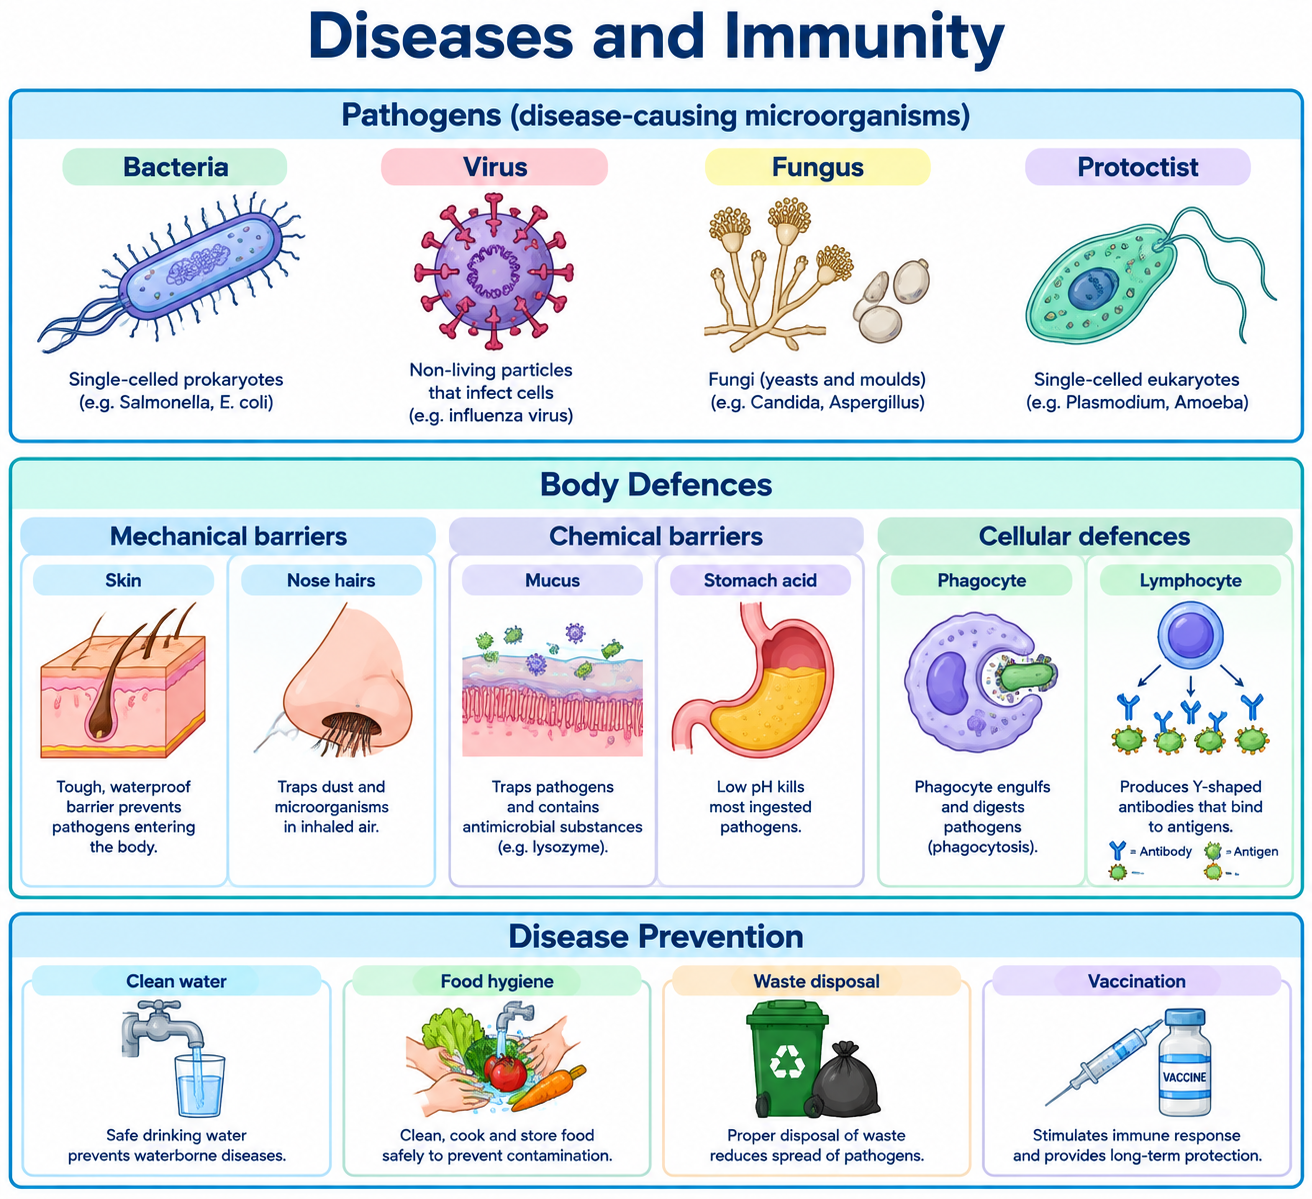 Diseases and Immunity
Pathogens (disease-causing microorganisms)
Bacteria
Single-celled prokaryotes
(e.g. Salmonella, E. coli)
Virus
Non-living particles
that infect cells
(e.g. influenza virus)
Fungus
Fungi (yeasts and moulds)
(e.g. Candida, Aspergillus)
Protoctist
Single-celled eukaryotes
(e.g. Plasmodium, Amoeba)
Body Defences
Mechanical barriers
Skin
Tough, waterproof
barrier prevents
pathogens entering
the body.
Nose hairs
Traps dust and
microorganisms
in inhaled air.
Chemical barriers
Mucus
Traps pathogens
and contains
antimicrobial substances
(e.g. lysozyme).
Stomach acid
Low pH kills
most ingested
pathogens.
Cellular defences
Phagocyte
Phagocyte engulfs
and digests
pathogens
(phagocytosis).
Lymphocyte
Produces Y-shaped
antibodies that bind
to antigens.
= Antibody
= Antigen
Disease Prevention
Clean water
Safe drinking water
prevents waterborne diseases.
Food hygiene
Clean, cook and store food
safely to prevent contamination.
Waste disposal
Proper disposal of waste
reduces spread of pathogens.
Vaccination
VACCINE
Stimulates immune response
and provides long-term protection.